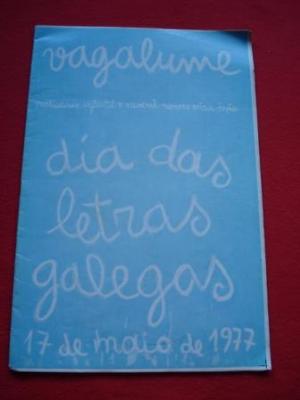 vagalume
día das
letras
galegas
17 de maio de 1977